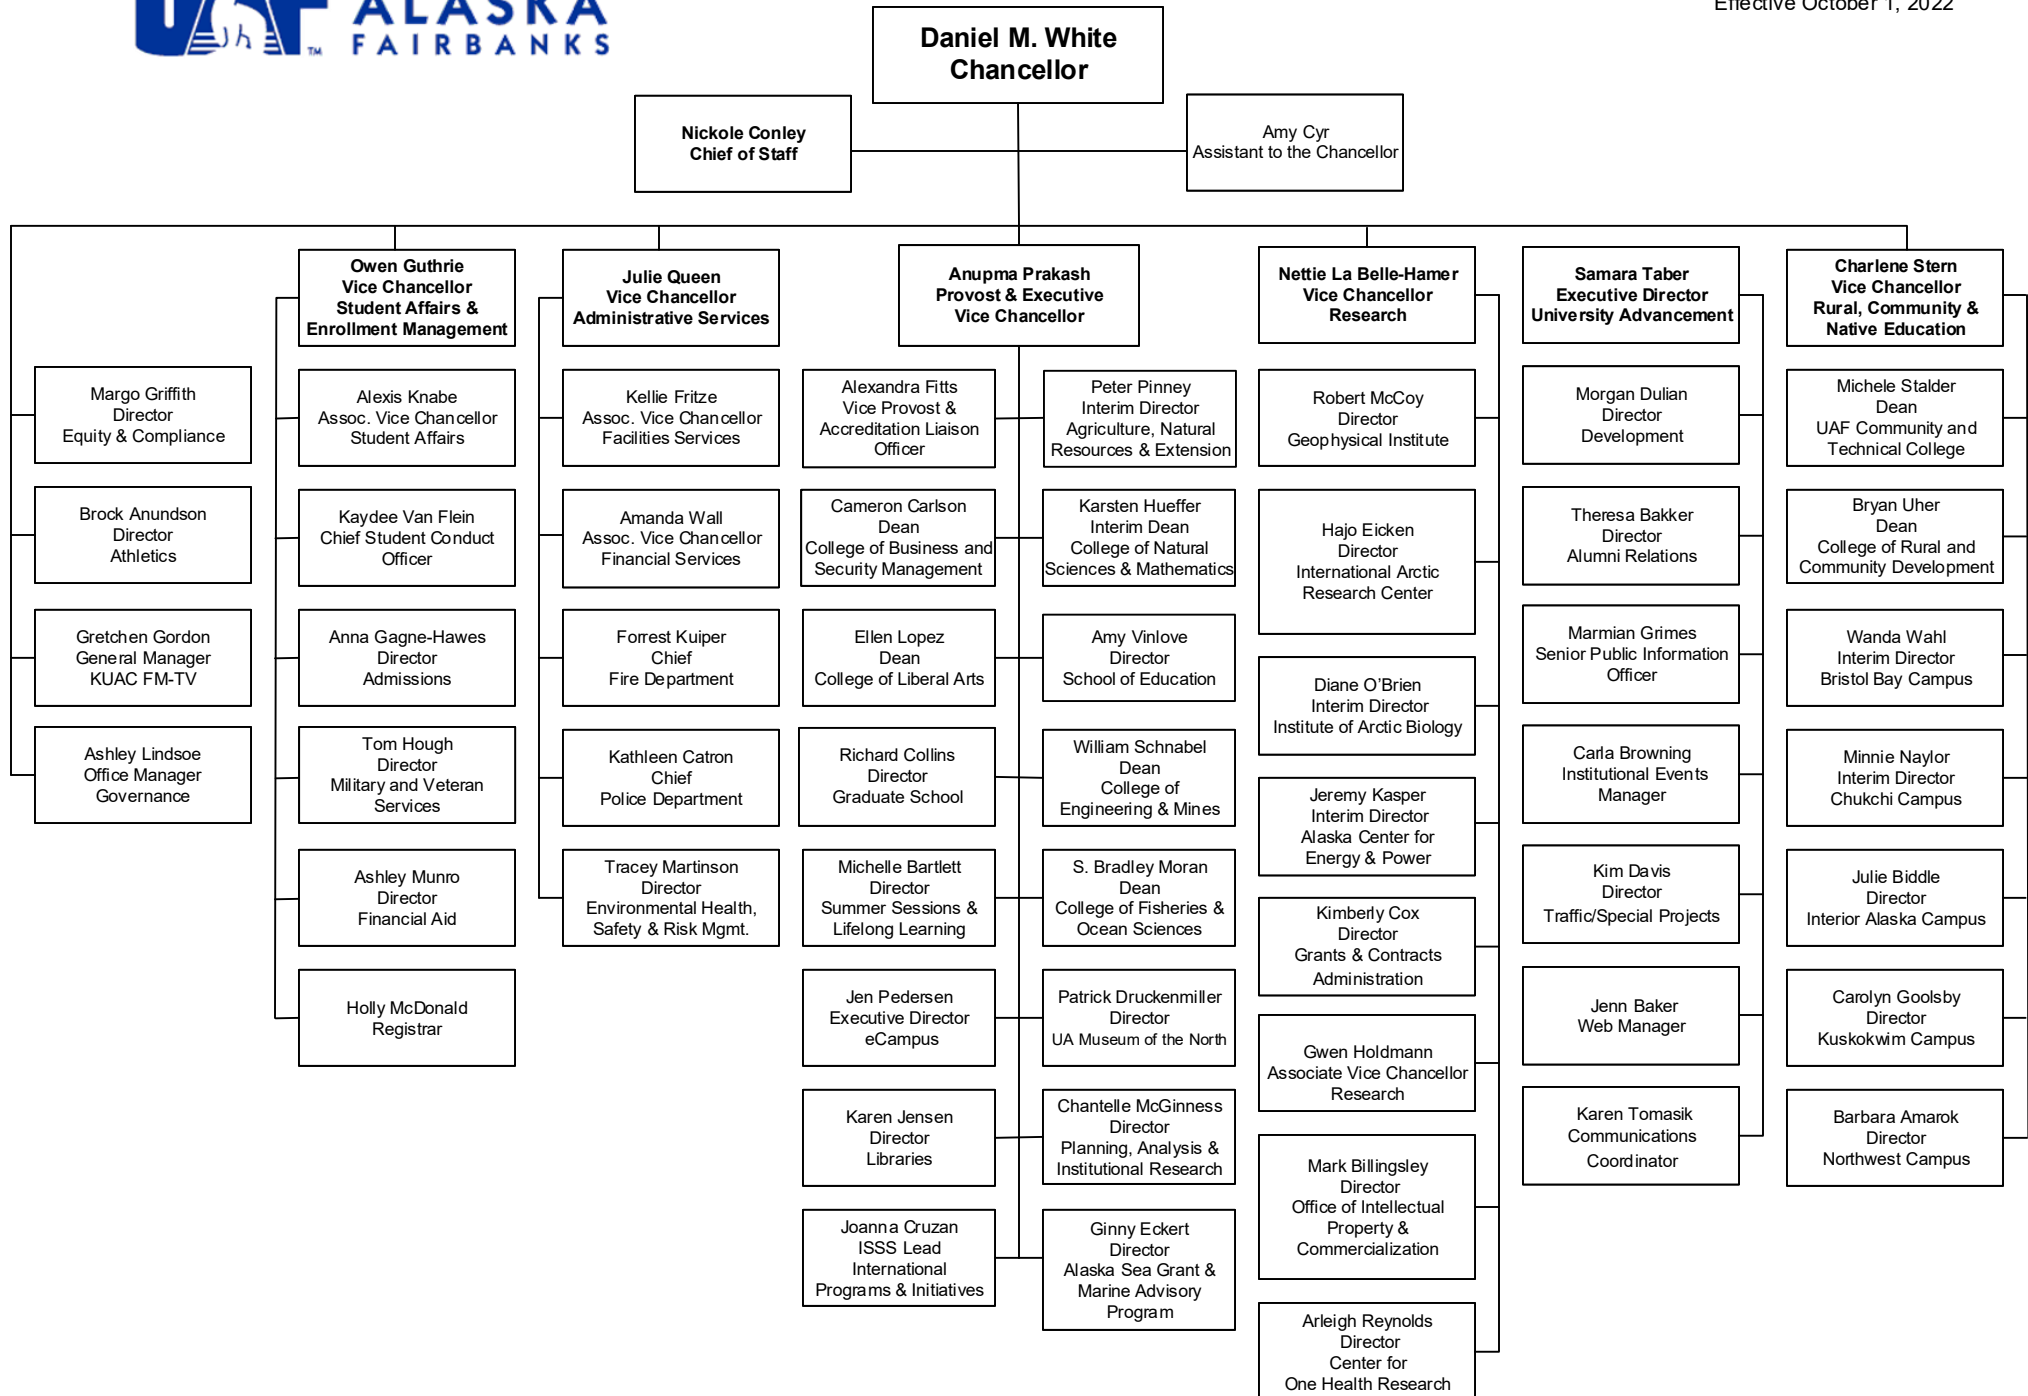 ALASKA
FAIRBANKS
TM
Effective October 1, 2022
Daniel M. White
Chancellor
Nickole Conley
Chief of Staff
Amy Cyr
Assistant to the Chancellor
Owen Guthrie
Vice Chancellor
Student Affairs &
Enrollment Management
Julie Queen
Vice Chancellor
Administrative Services
Anupma Prakash
Provost & Executive
Vice Chancellor
Nettie La Belle-Hamer
Vice Chancellor
Research
Samara Taber
Executive Director
University Advancement
Charlene Stern
Vice Chancellor
Rural, Community &
Native Education
Margo Griffith
Director
Equity & Compliance
Brock Anundson
Director
Athletics
Gretchen Gordon
General Manager
KUAC FM-TV
Ashley Lindsoe
Office Manager
Governance
Alexis Knabe
Assoc. Vice Chancellor
Student Affairs
Kaydee Van Flein
Chief Student Conduct
Officer
Anna Gagne-Hawes
Director
Admissions
Tom Hough
Director
Military and Veteran
Services
Ashley Munro
Director
Financial Aid
Holly McDonald
Registrar
Kellie Fritze
Assoc. Vice Chancellor
Facilities Services
Amanda Wall
Assoc. Vice Chancellor
Financial Services
Forrest Kuiper
Chief
Fire Department
Kathleen Catron
Chief
Police Department
Tracey Martinson
Director
Environmental Health,
Safety & Risk Mgmt.
Alexandra Fitts
Vice Provost &
Accreditation Liaison
Officer
Cameron Carlson
Dean
College of Business and
Security Management
Ellen Lopez
Dean
College of Liberal Arts
Richard Collins
Director
Graduate School
Michelle Bartlett
Director
Summer Sessions &
Lifelong Learning
Jen Pedersen
Executive Director
eCampus
Karen Jensen
Director
Libraries
Joanna Cruzan
ISSS Lead
International
Programs & Initiatives
Peter Pinney
Interim Director
Agriculture, Natural
Resources & Extension
Karsten Hueffer
Interim Dean
College of Natural
Sciences & Mathematics
Amy Vinlove
Director
School of Education
William Schnabel
Dean
College of
Engineering & Mines
S. Bradley Moran
Dean
College of Fisheries &
Ocean Sciences
Patrick Druckenmiller
Director
UA Museum of the North
Chantelle McGinness
Director
Planning, Analysis &
Institutional Research
Ginny Eckert
Director
Alaska Sea Grant &
Marine Advisory
Program
Robert McCoy
Director
Geophysical Institute
Hajo Eicken
Director
International Arctic
Research Center
Diane O’Brien
Interim Director
Institute of Arctic Biology
Jeremy Kasper
Interim Director
Alaska Center for
Energy & Power
Kimberly Cox
Director
Grants & Contracts
Administration
Gwen Holdmann
Associate Vice Chancellor
Research
Mark Billingsley
Director
Office of Intellectual
Property &
Commercialization
Arleigh Reynolds
Director
Center for
One Health Research
Morgan Dulian
Director
Development
Theresa Bakker
Director
Alumni Relations
Marmian Grimes
Senior Public Information
Officer
Carla Browning
Institutional Events
Manager
Kim Davis
Director
Traffic/Special Projects
Jenn Baker
Web Manager
Karen Tomasik
Communications
Coordinator
Michele Stalder
Dean
UAF Community and
Technical College
Bryan Uher
Dean
College of Rural and
Community Development
Wanda Wahl
Interim Director
Bristol Bay Campus
Minnie Naylor
Interim Director
Chukchi Campus
Julie Biddle
Director
Interior Alaska Campus
Carolyn Goolsby
Director
Kuskokwim Campus
Barbara Amarok
Director
Northwest Campus